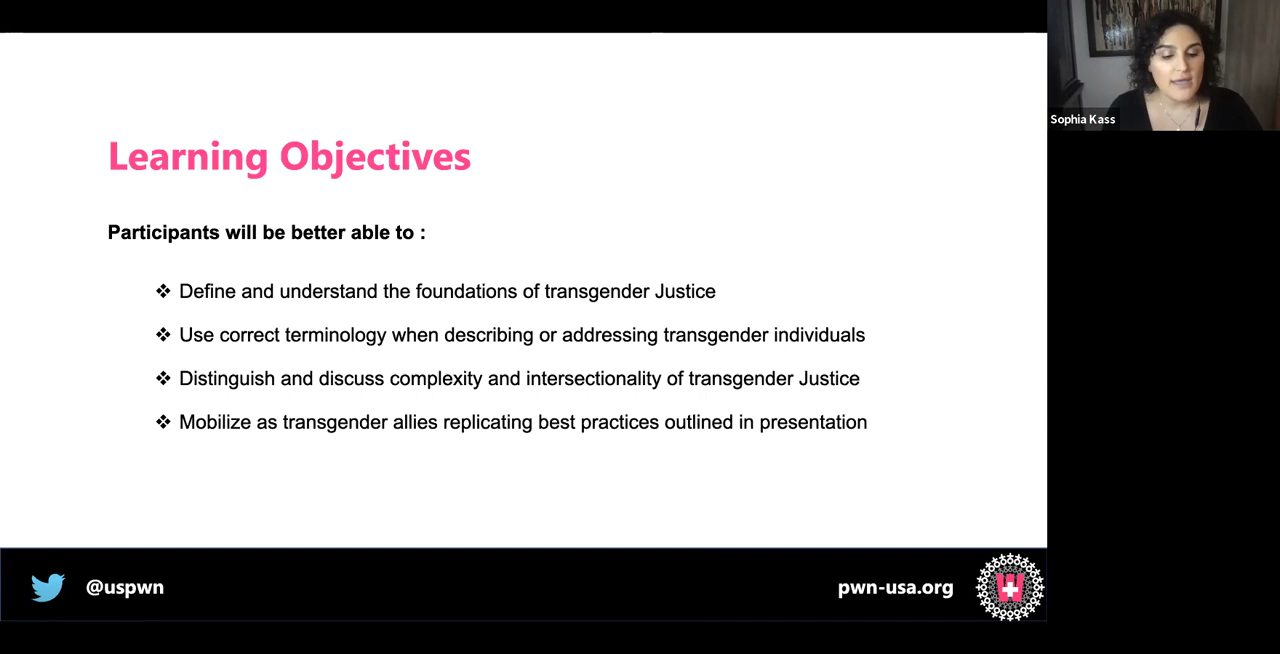 Learning Objectives
Participants will be better able to :
❖ Define and understand the foundations of transgender Justice
❖ Use correct terminology when describing or addressing transgender individuals
❖ Distinguish and discuss complexity and intersectionality of transgender Justice
❖ Mobilize as transgender allies replicating best practices outlined in presentation
@uspwn
pwn-usa.org
W
Sophia Kass